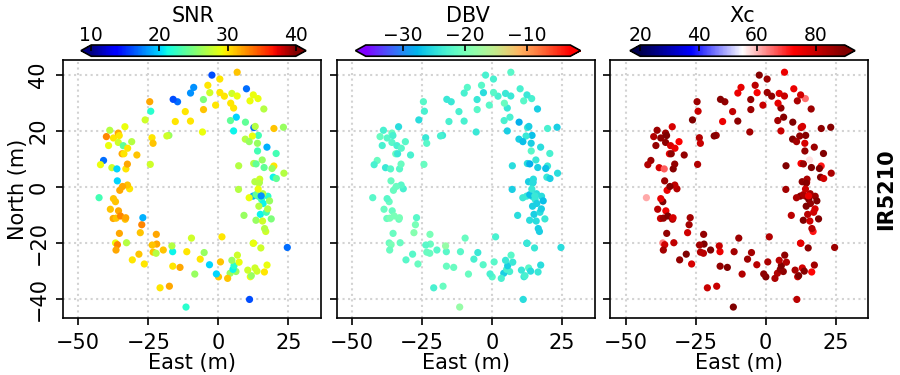 SNR DBV Xc
10 20 30 40 −30 −20 −10 20 40 60 80
40
20
0
−20
−40
North (m)
−50 −25 0 25 −50 −25 0 25 −50 −25 0 25
East (m) East (m) East (m)
IR5210